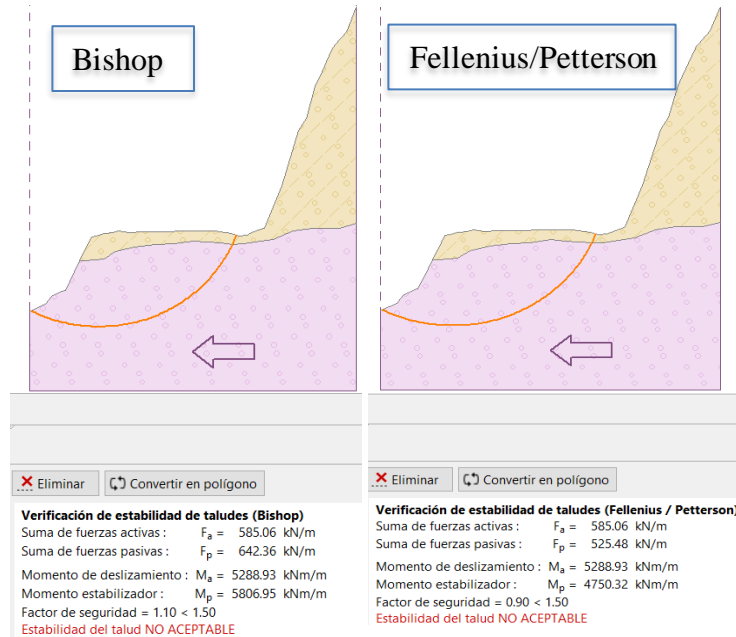 Bishop
Eliminar
Convertir en polígono
Verificación de estabilidad de taludes (Bishop)
Suma de fuerzas activas : Fa = 585.06 kN/m
Suma de fuerzas pasivas : Fp = 642.36 kN/m
Momento de deslizamiento : Ma = 5288.93 kNm/m
Momento estabilizador : Mp = 5806.95 kNm/m
Factor de seguridad = 1.10 < 1.50
Estabilidad del talud NO ACEPTABLE
Fellenius/Petterson
Eliminar
Convertir en polígono
Verificación de estabilidad de taludes (Fellenius / Petterson)
Suma de fuerzas activas : Fa = 585.06 kN/m
Suma de fuerzas pasivas : Fp = 525.48 kN/m
Momento de deslizamiento : Ma = 5288.93 kNm/m
Momento estabilizador : Mp = 4750.32 kNm/m
Factor de seguridad = 0.90 < 1.50
Estabilidad del talud NO ACEPTABLE